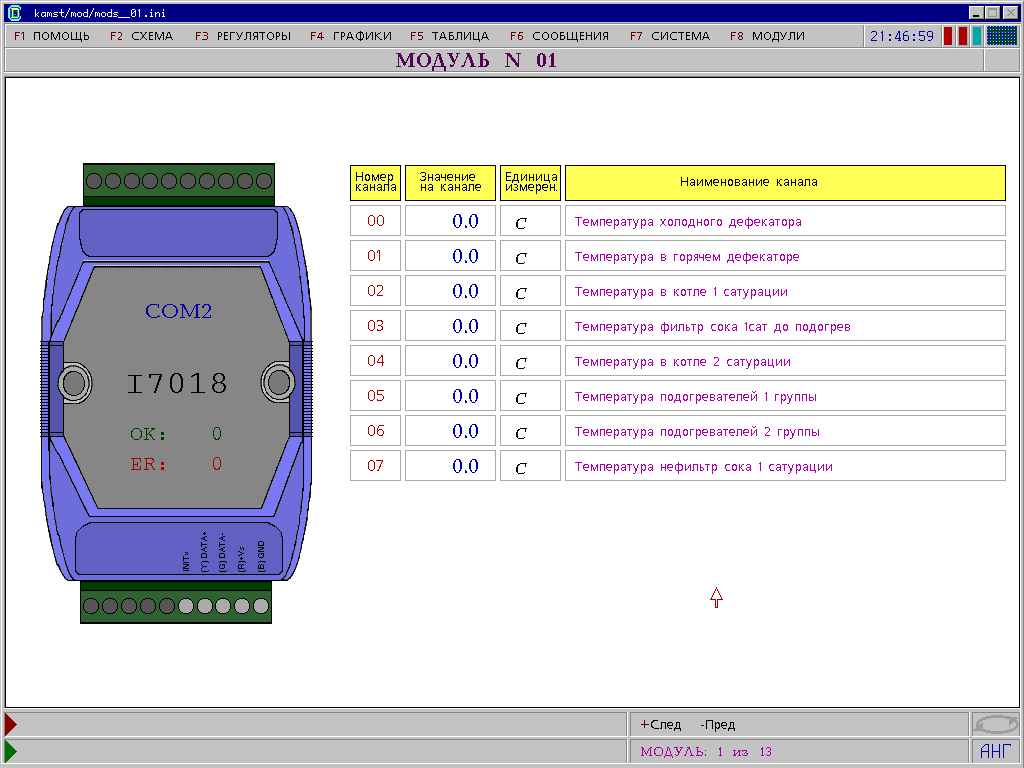 kamst/mod/mods__01.ini
F1 ПОМОЩЬ F2 СХЕМА F3 РЕГУЛЯТОРЫ F4 ГРАФИКИ F5 ТАБЛИЦА F6 СООБЩЕНИЯ F7 СИСТЕМА F8 МОДУЛИ 21:46:59
МОДУЛЬ N 01
Номер канала Значение на канале Единица измерен. Наименование канала
00 0.0 C Температура холодного дефекатора
01 0.0 C Температура в горячем дефекаторе
02 0.0 C Температура в котле 1 сатурации
03 0.0 C Температура фильтр сока 1сат до подогрев
04 0.0 C Температура в котле 2 сатурации
05 0.0 C Температура подогревателей 1 группы
06 0.0 C Температура подогревателей 2 группы
07 0.0 C Температура нефильтр сока 1 сатурации
COM2
I7018
OK: 0
ER: 0
INIT*
(Y) DATA+
(G) DATA-
(R)+Vs
(B) GND
+След -Пред
МОДУЛЬ: 1 из 13
АНГ